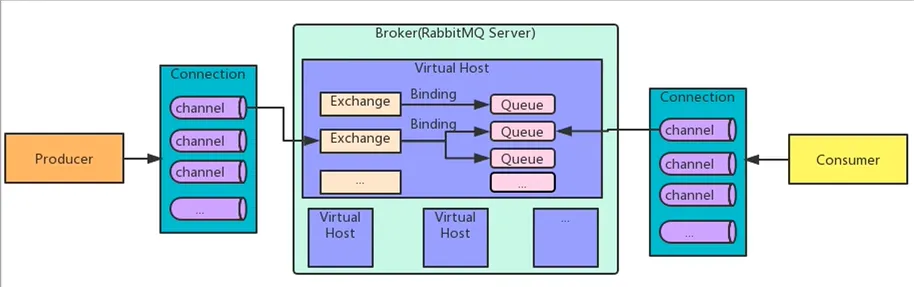 Broker(RabbitMQ Server)
Producer
Connection
channel
channel
channel
...
Virtual Host
Exchange
Binding
Queue
Exchange
Binding
Queue
Queue
...
...
Virtual
Host
Virtual
Host
...
Connection
channel
channel
channel
...
Consumer